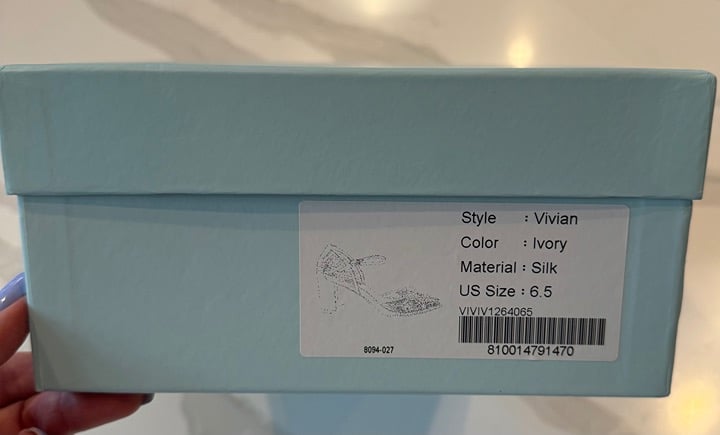 Style : Vivian
Color : Ivory
Material : Silk
US Size : 6.5
VIVIV1264065
810014791470
8094-027